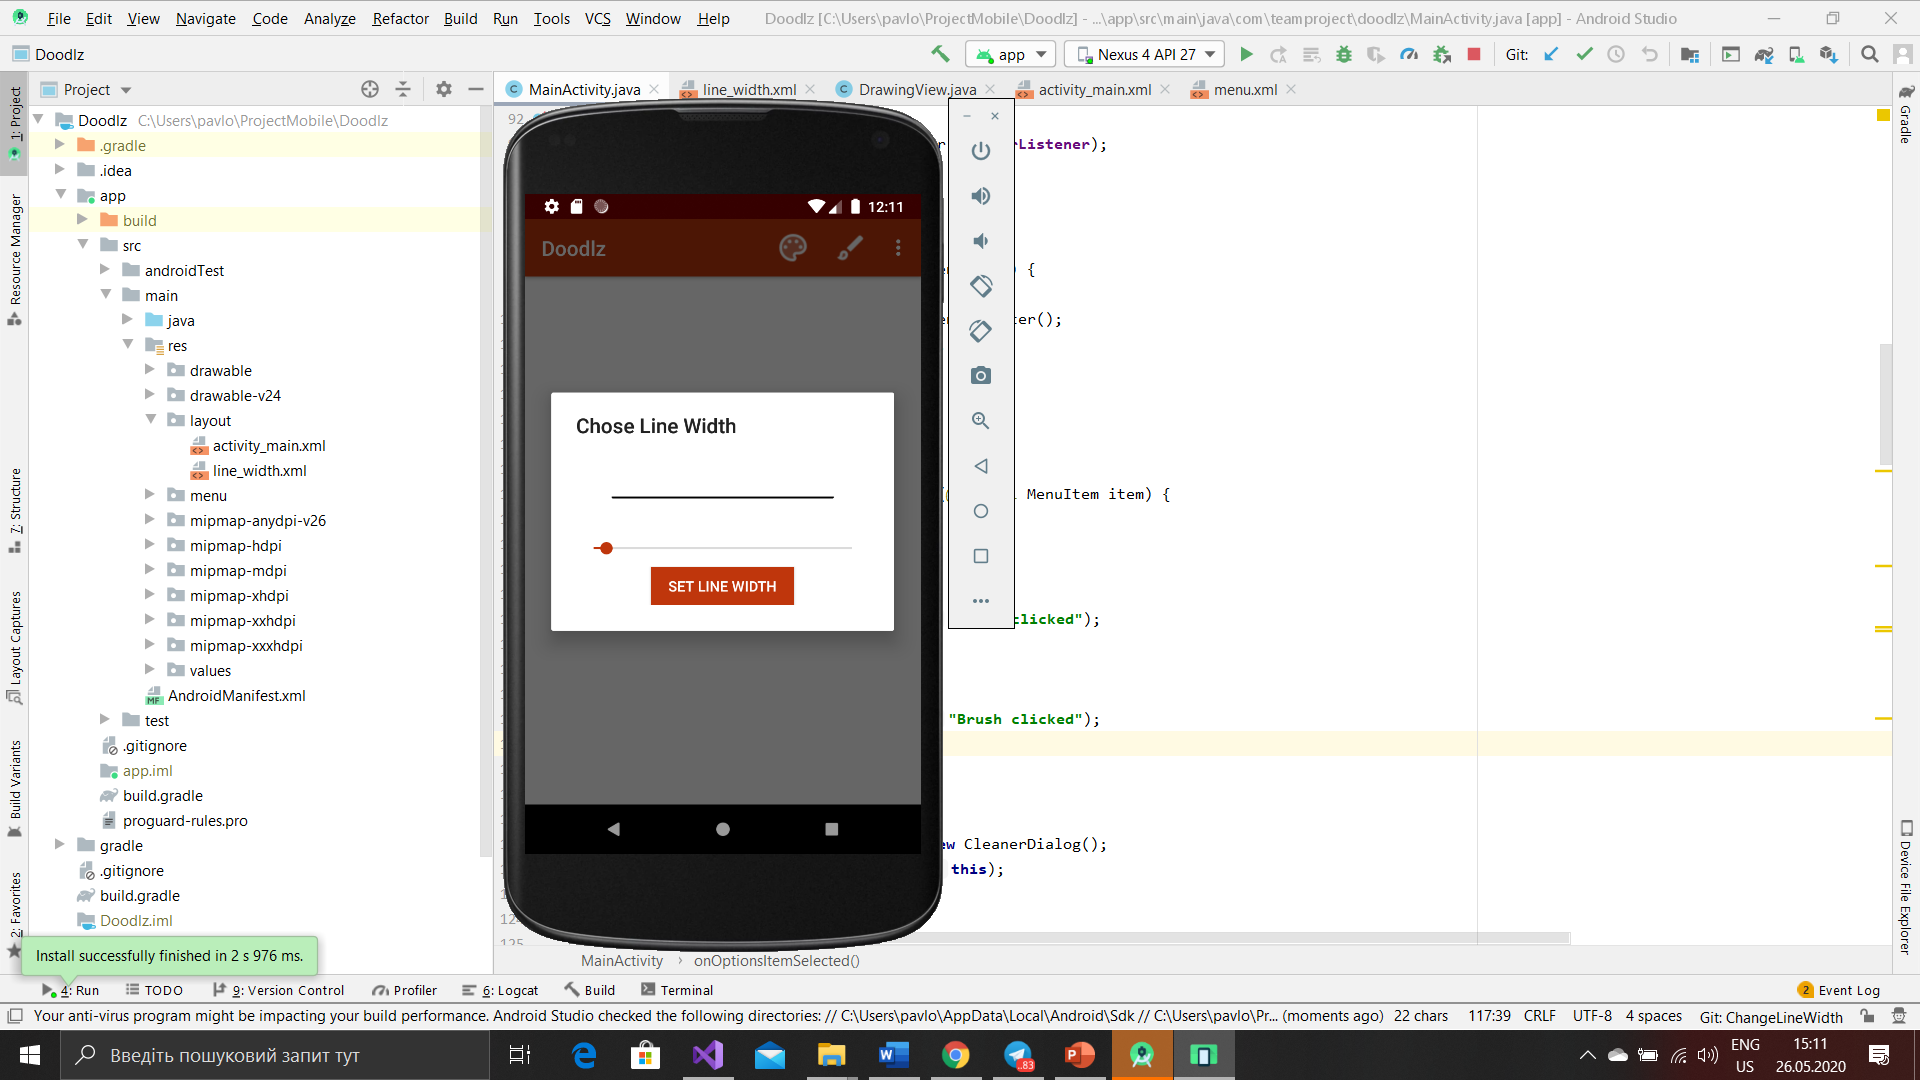 File Edit View Navigate Code Analyze Refactor Build Run Tools VCS Window Help Doodlz [C:\Users\pavlo\ProjectMobile\Doodlz] - ...\app\src\main\java\com\teamproject\doodlz\MainActivity.java [app] - Android Studio
Doodlz app Nexus 4 API 27 Git:
Project MainActivity.java line_width.xml DrawingView.java activity_main.xml menu.xml
1: Project
Resource Manager
7: Structure
Layout Captures
Build Variants
2: Favorites
Doodlz C:\Users\pavlo\ProjectMobile\Doodlz
.gradle
.idea
app
build
src
androidTest
main
java
res
drawable
drawable-v24
layout
activity_main.xml
line_width.xml
menu
mipmap-anydpi-v26
mipmap-hdpi
mipmap-mdpi
mipmap-xhdpi
mipmap-xxhdpi
mipmap-xxxhdpi
values
AndroidManifest.xml
test
.gitignore
app.iml
build.gradle
proguard-rules.pro
gradle
.gitignore
build.gradle
Doodlz.iml
Install successfully finished in 2 s 976 ms.
92
12:11
Doodlz
Chose Line Width
SET LINE WIDTH
rListener);
) {
ter();
MenuItem item) {
clicked");
"Brush clicked");
ew CleanerDialog();
this);
125
Gradle
Device File Explorer
MainActivity › onOptionsItemSelected()
4: Run TODO 9: Version Control Profiler 6: Logcat Build Terminal 2 Event Log
Your anti-virus program might be impacting your build performance. Android Studio checked the following directories: // C:\Users\pavlo\AppData\Local\Android\Sdk // C:\Users\pavlo\Pr... (moments ago) 22 chars 117:39 CRLF UTF-8 4 spaces Git: ChangeLineWidth
Введіть пошуковий запит тут
..83
ENG
US
15:11
26.05.2020